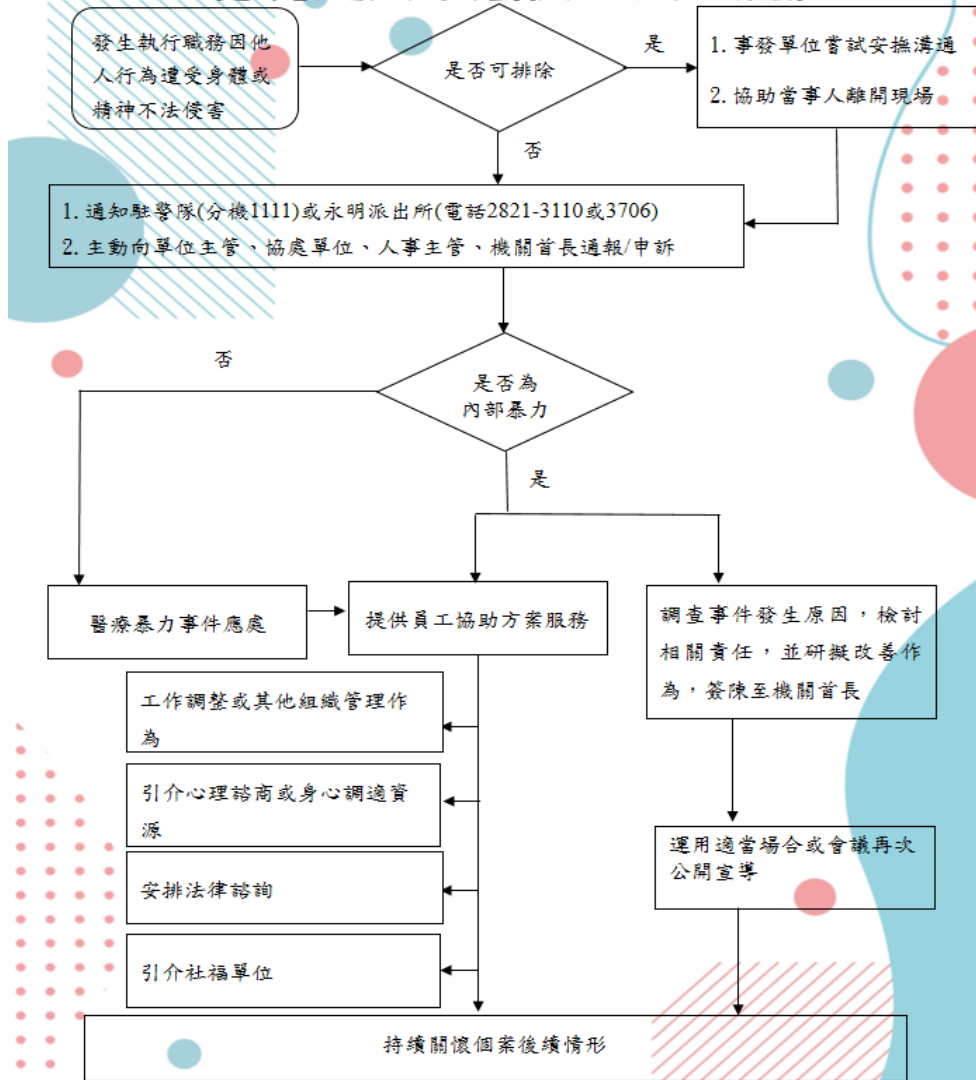 發生執行職務因他
人行為遭受身體或
精神不法侵害
是否可排除
是
1. 事發單位嘗試安撫溝通
2. 協助當事人離開現場
否
1. 通知駐警隊(分機1111)或永明派出所(電話2821-3110或3706)
2. 主動向單位主管、協處單位、人事主管、機關首長通報/申訴
否
是否為
內部暴力
是
醫療暴力事件應處
提供員工協助方案服務
調查事件發生原因，檢討
相關責任，並研擬改善作
為，簽陳至機關首長
工作調整或其他組織管理作
為
引介心理諮商或身心調適資
源
安排法律諮詢
引介社福單位
運用適當場合或會議再次
公開宣導
持續關懷個案後續情形